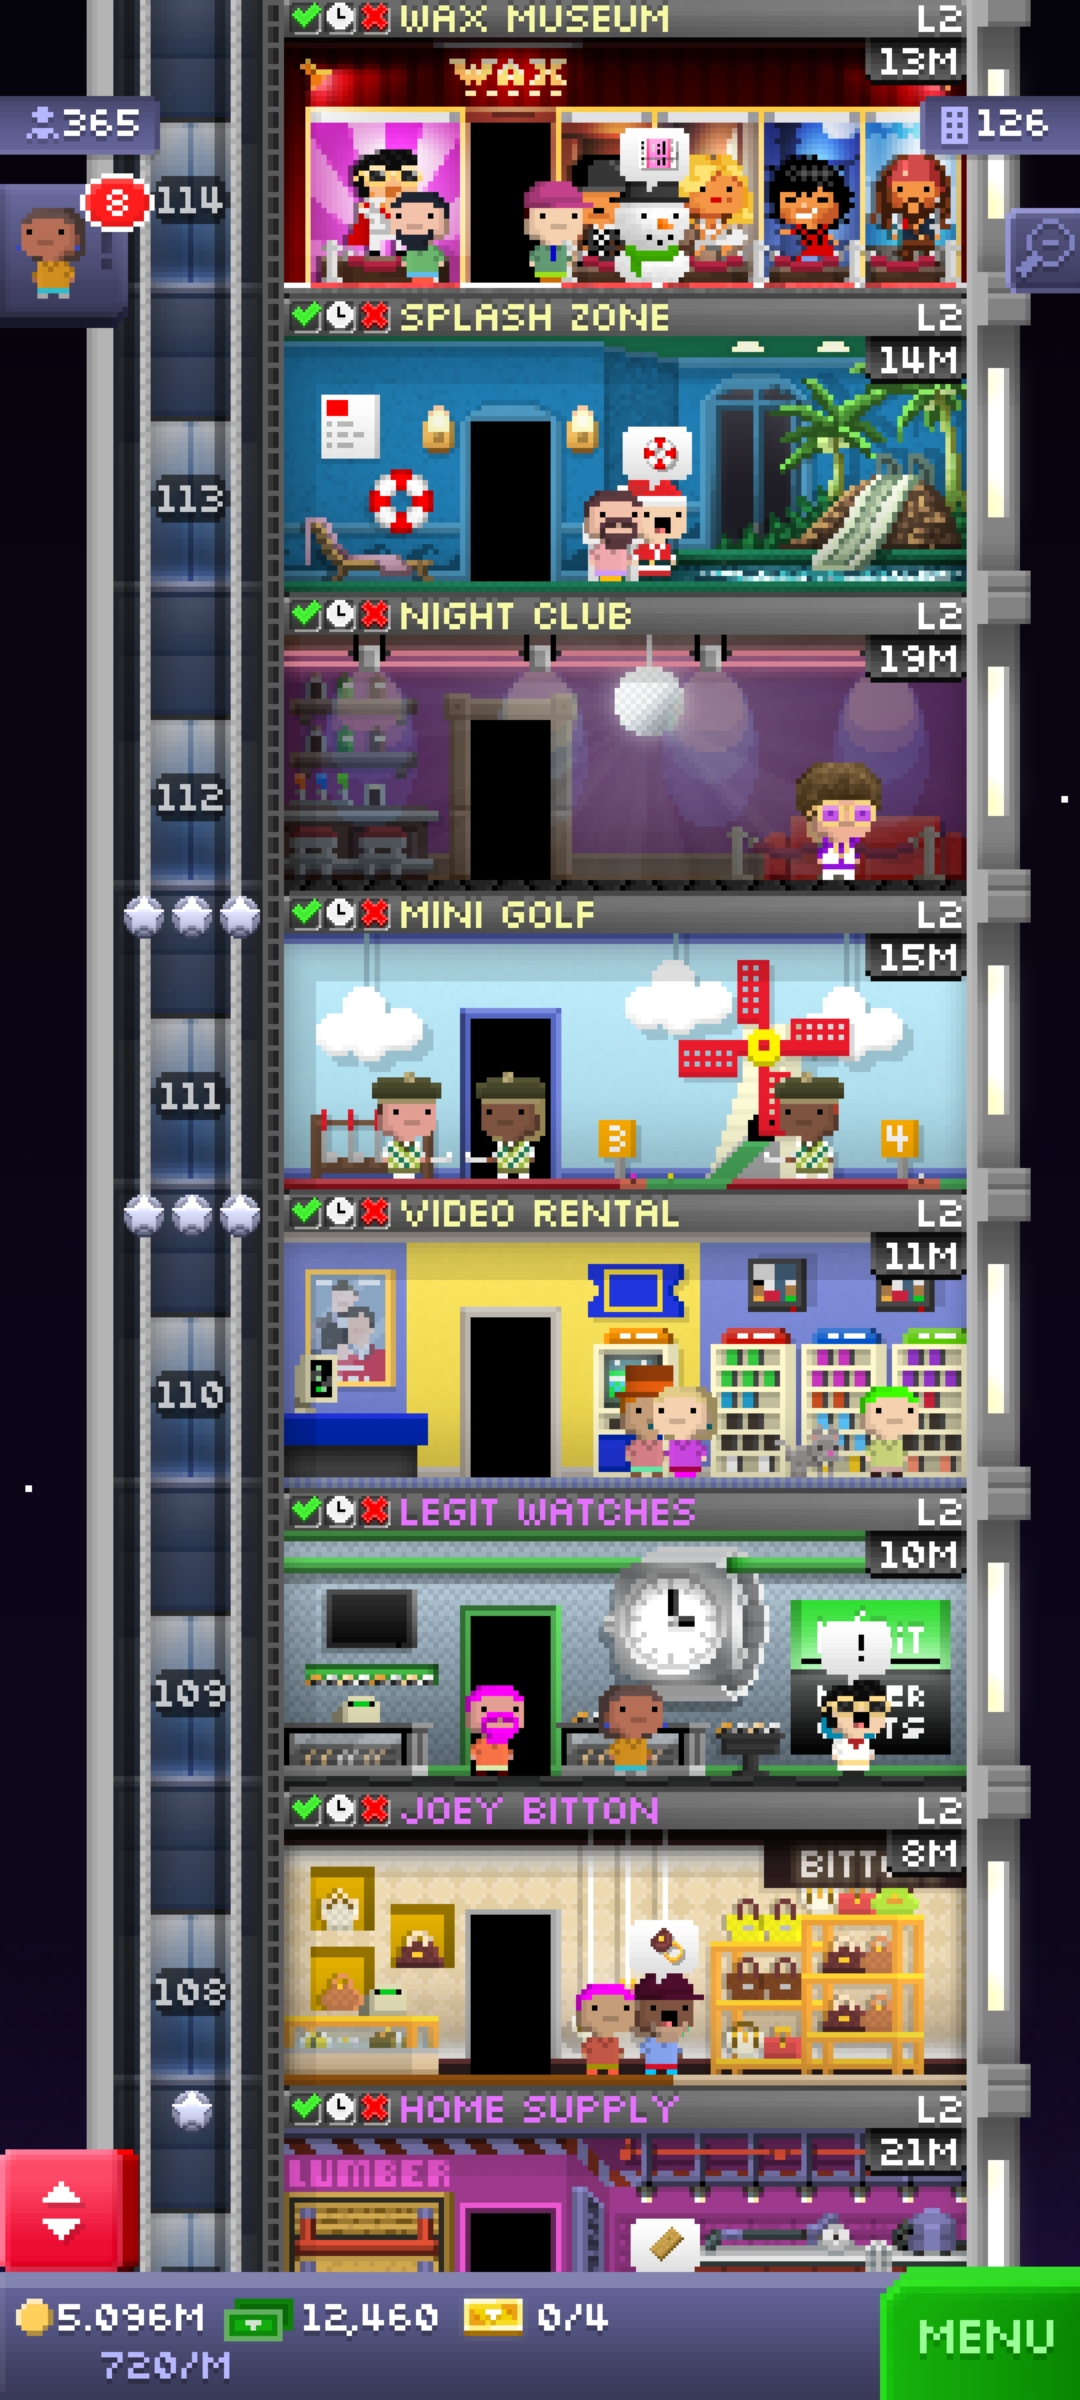 WAX MUSEUM L2
13M
WAX
365
126
8
114
SPLASH ZONE L2
14M
113
NIGHT CLUB L2
19M
112
MINI GOLF L2
15M
111
3
4
VIDEO RENTAL L2
11M
110
LEGIT WATCHES L2
10M
!
109
JOEY BITTON L2
8M
108
HOME SUPPLY L2
21M
LUMBER
5.096M 12,460 0/4
720/M
MENU